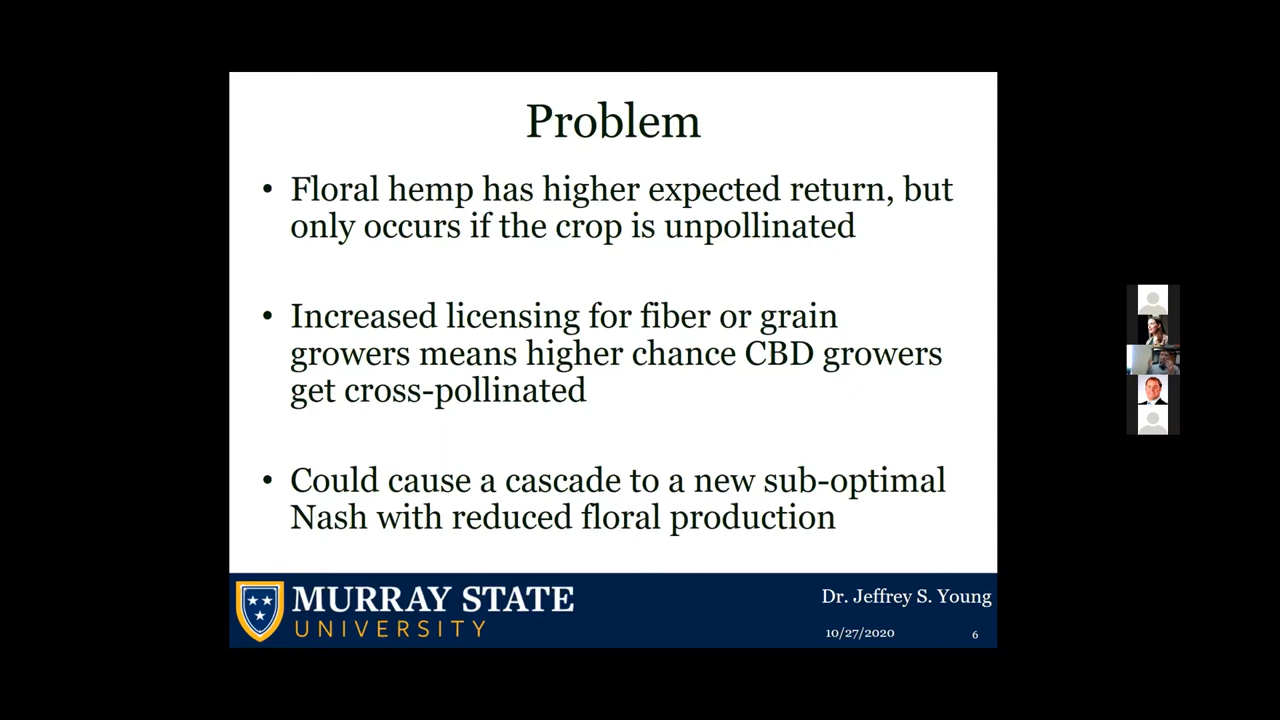 Problem
• Floral hemp has higher expected return, but
only occurs if the crop is unpollinated
• Increased licensing for fiber or grain
growers means higher chance CBD growers
get cross-pollinated
• Could cause a cascade to a new sub-optimal
Nash with reduced floral production
MURRAY STATE
UNIVERSITY
Dr. Jeffrey S. Young
10/27/2020
6